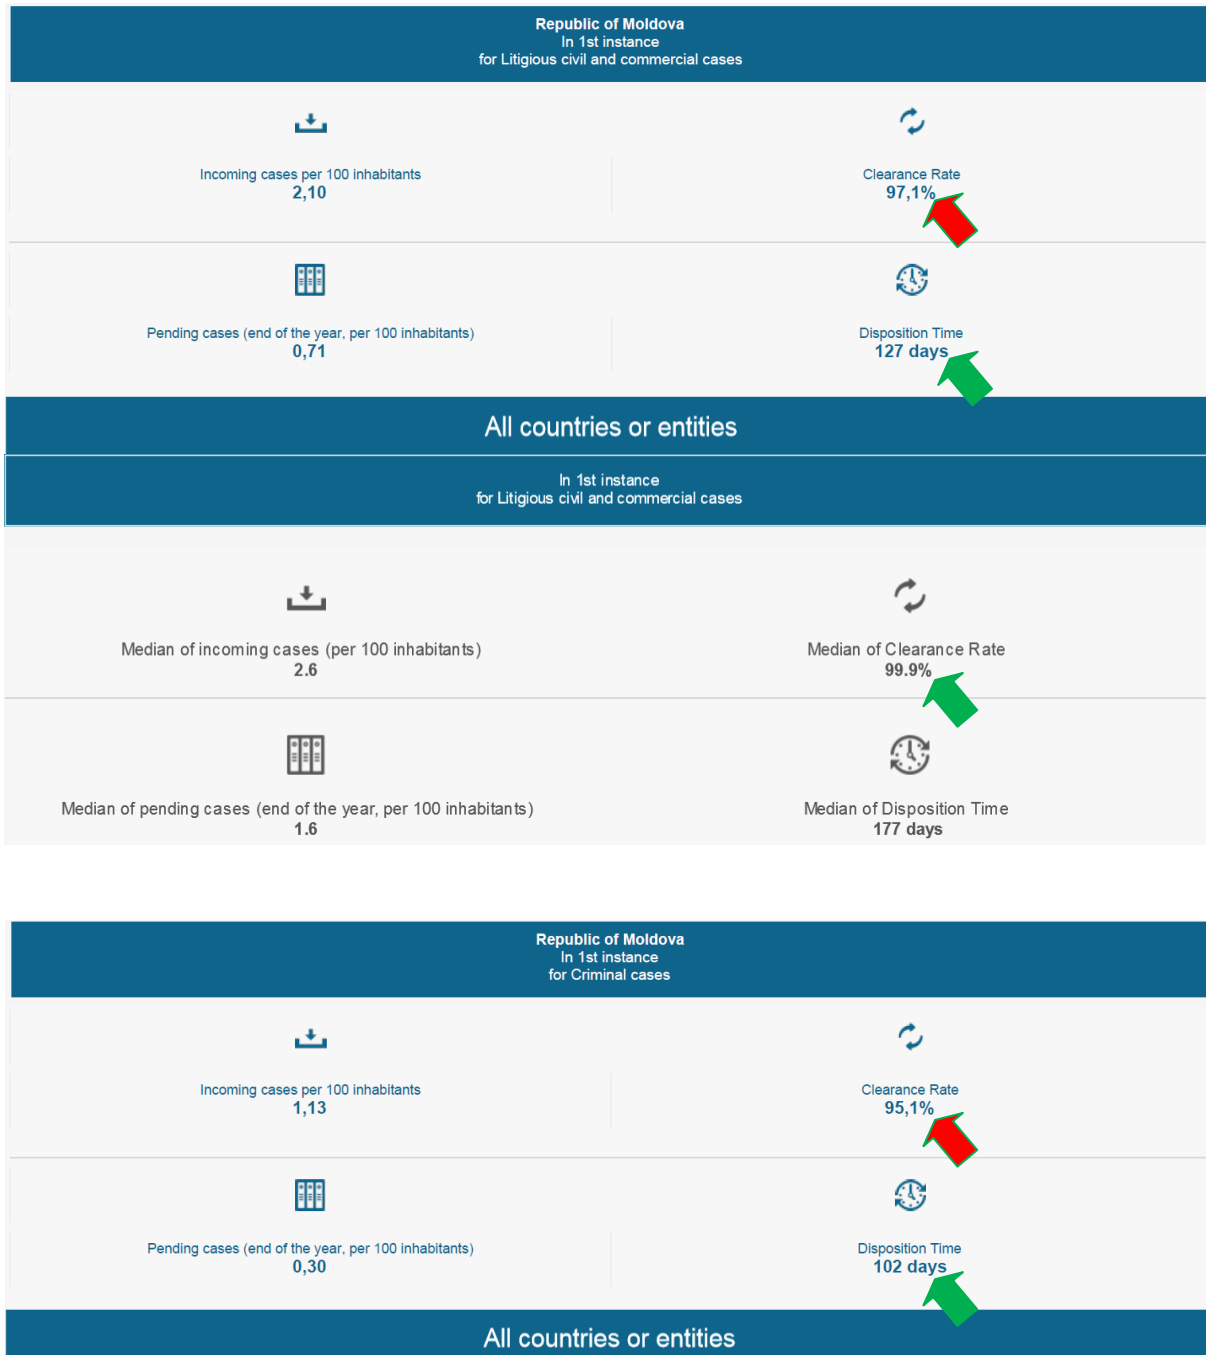 Republic of Moldova
In 1st instance
for Litigious civil and commercial cases
Incoming cases per 100 inhabitants
2,10
Clearance Rate
97,1%
Pending cases (end of the year, per 100 inhabitants)
0,71
Disposition Time
127 days
All countries or entities
In 1st instance
for Litigious civil and commercial cases
Median of incoming cases (per 100 inhabitants)
2.6
Median of Clearance Rate
99.9%
Median of pending cases (end of the year, per 100 inhabitants)
1.6
Median of Disposition Time
177 days
Republic of Moldova
In 1st instance
for Criminal cases
Incoming cases per 100 inhabitants
1,13
Clearance Rate
95,1%
Pending cases (end of the year, per 100 inhabitants)
0,30
Disposition Time
102 days
All countries or entities